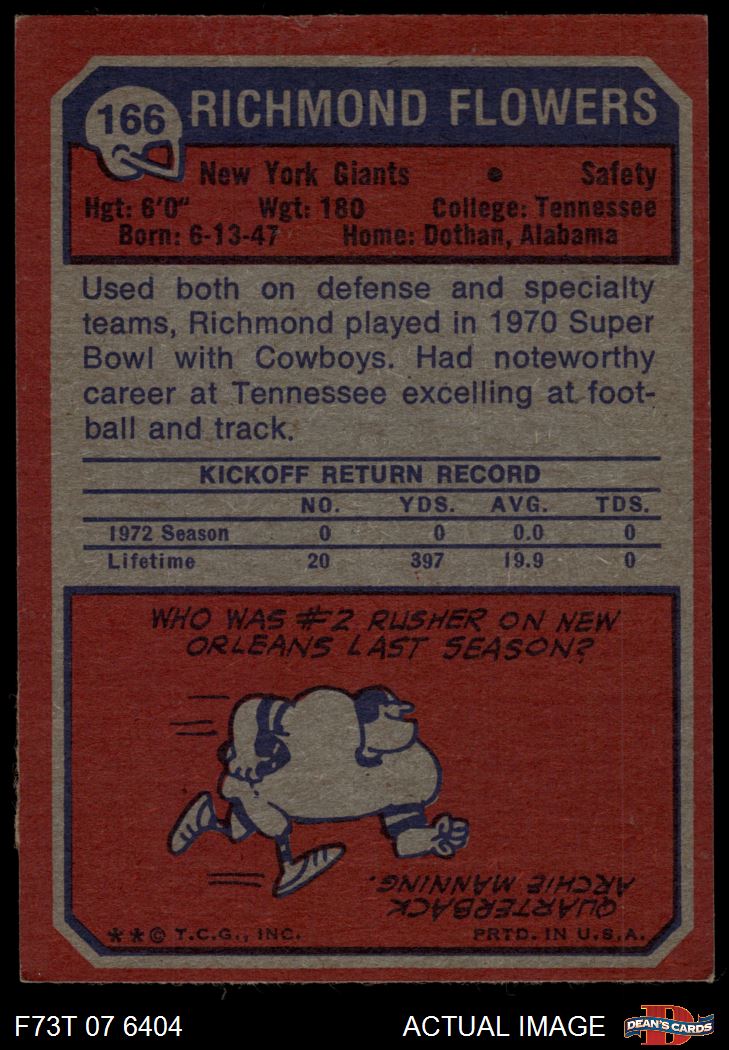 166 RICHMOND FLOWERS
New York Giants • Safety
Hgt: 6'0" Wgt: 180 College: Tennessee
Born: 6-13-47 Home: Dothan, Alabama
Used both on defense and specialty
teams, Richmond played in 1970 Super
Bowl with Cowboys. Had noteworthy
career at Tennessee excelling at foot-
ball and track.
KICKOFF RETURN RECORD
NO. YDS. AVG. TDS.
1972 Season 0 0 0.0 0
Lifetime 20 397 19.9 0
WHO WAS #2 RUSHER ON NEW
ORLEANS LAST SEASON?
QUARTERBACK
ARCHIE MANNING.
**© T.C.G., INC. PRTD. IN U.S.A.
F73T 07 6404 ACTUAL IMAGE
D
DEAN'S CARDS